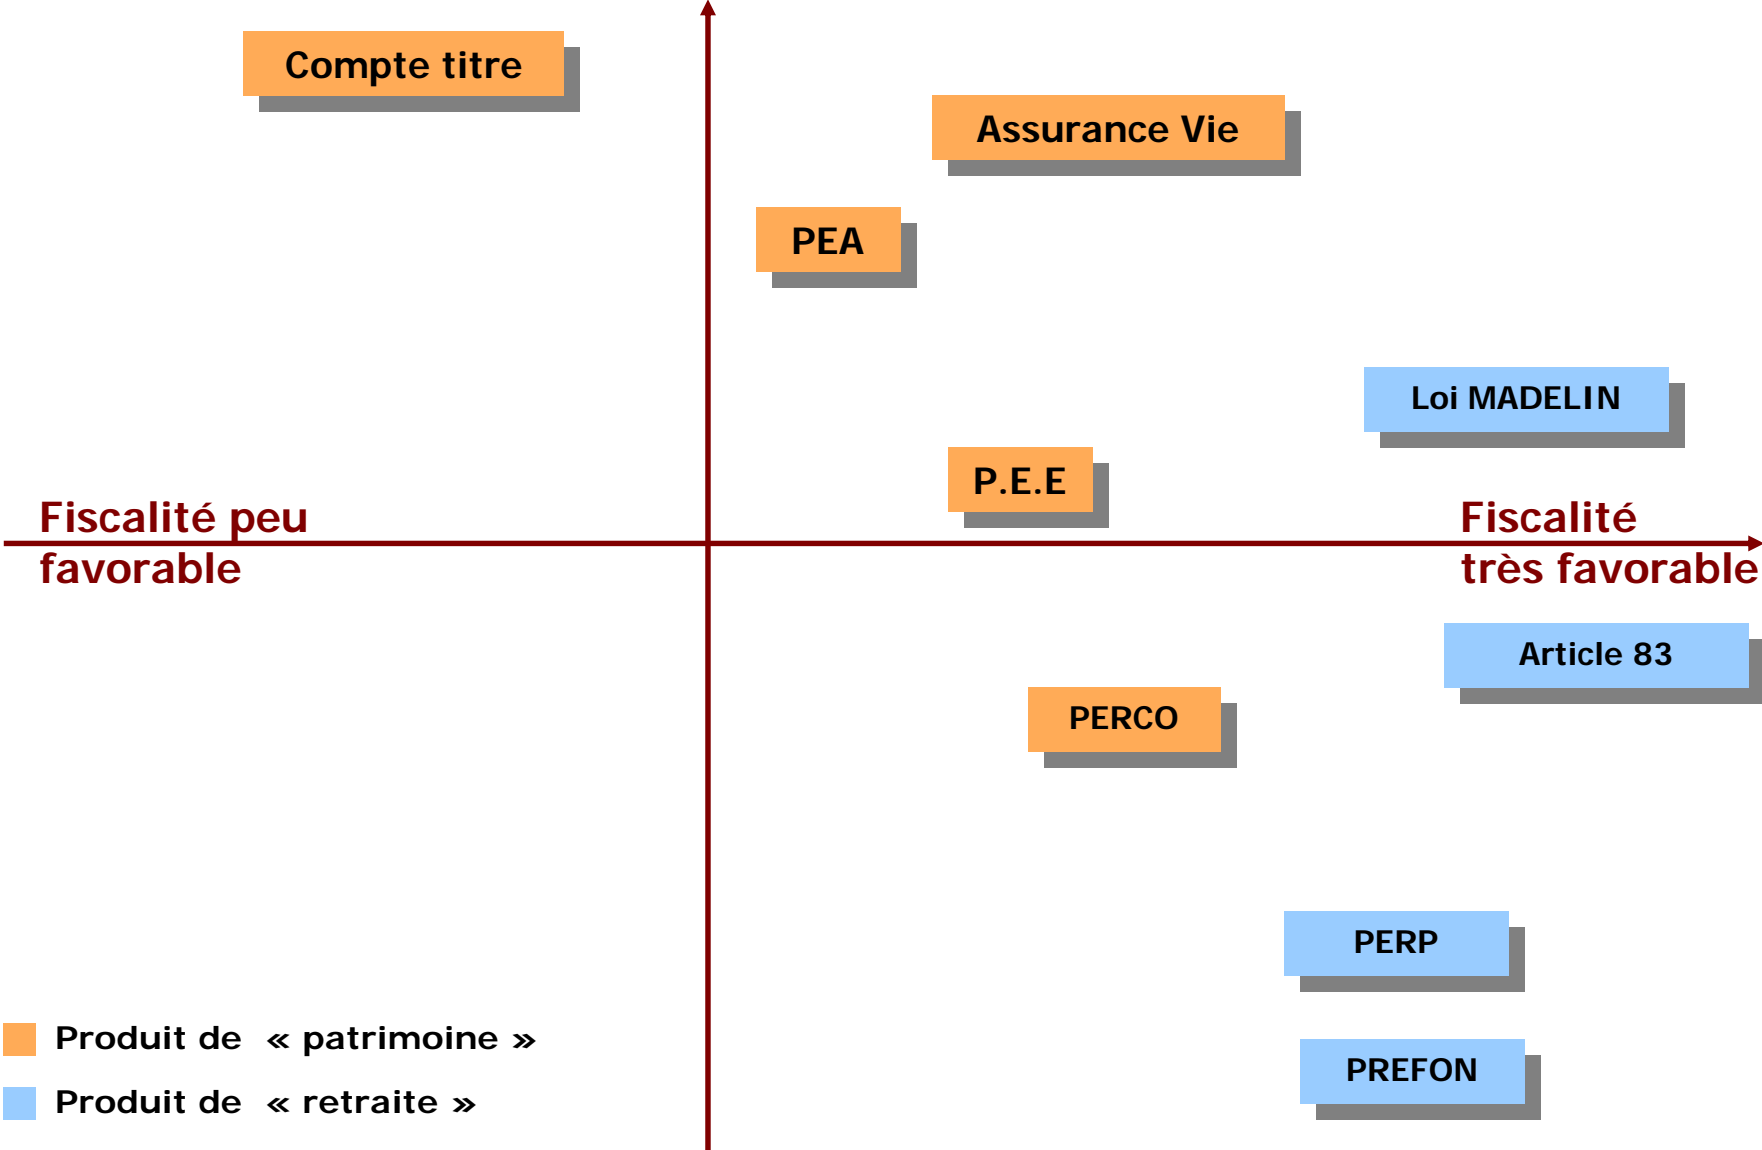 Compte titre
Assurance Vie
PEA
Loi MADELIN
P.E.E
Fiscalité peu
favorable
Fiscalité
très favorable
Article 83
PERCO
PERP
PREFON
Produit de « patrimoine »
Produit de « retraite »